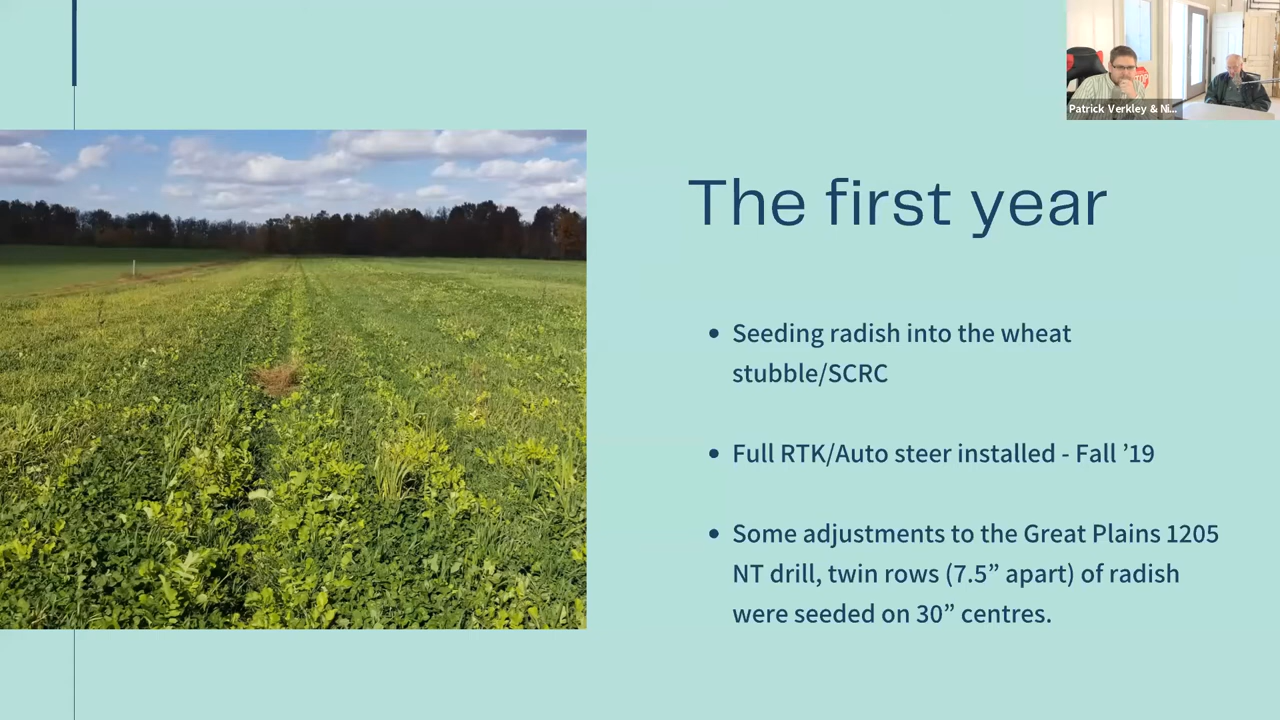 Patrick Verkley & Ni...
The first year
• Seeding radish into the wheat
stubble/SCRC
• Full RTK/Auto steer installed - Fall ’19
• Some adjustments to the Great Plains 1205
NT drill, twin rows (7.5” apart) of radish
were seeded on 30” centres.